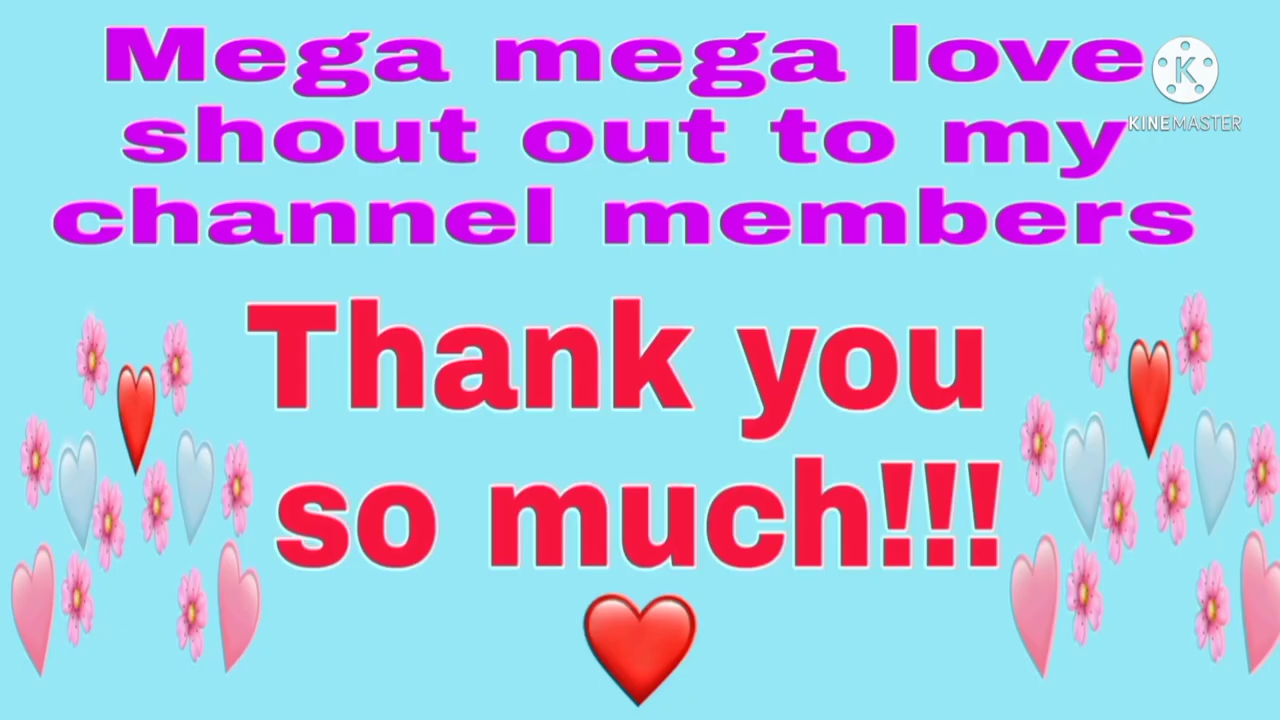 Mega mega love
shout out to my
channel members
K
KINEMASTER
Thank you
so much!!!